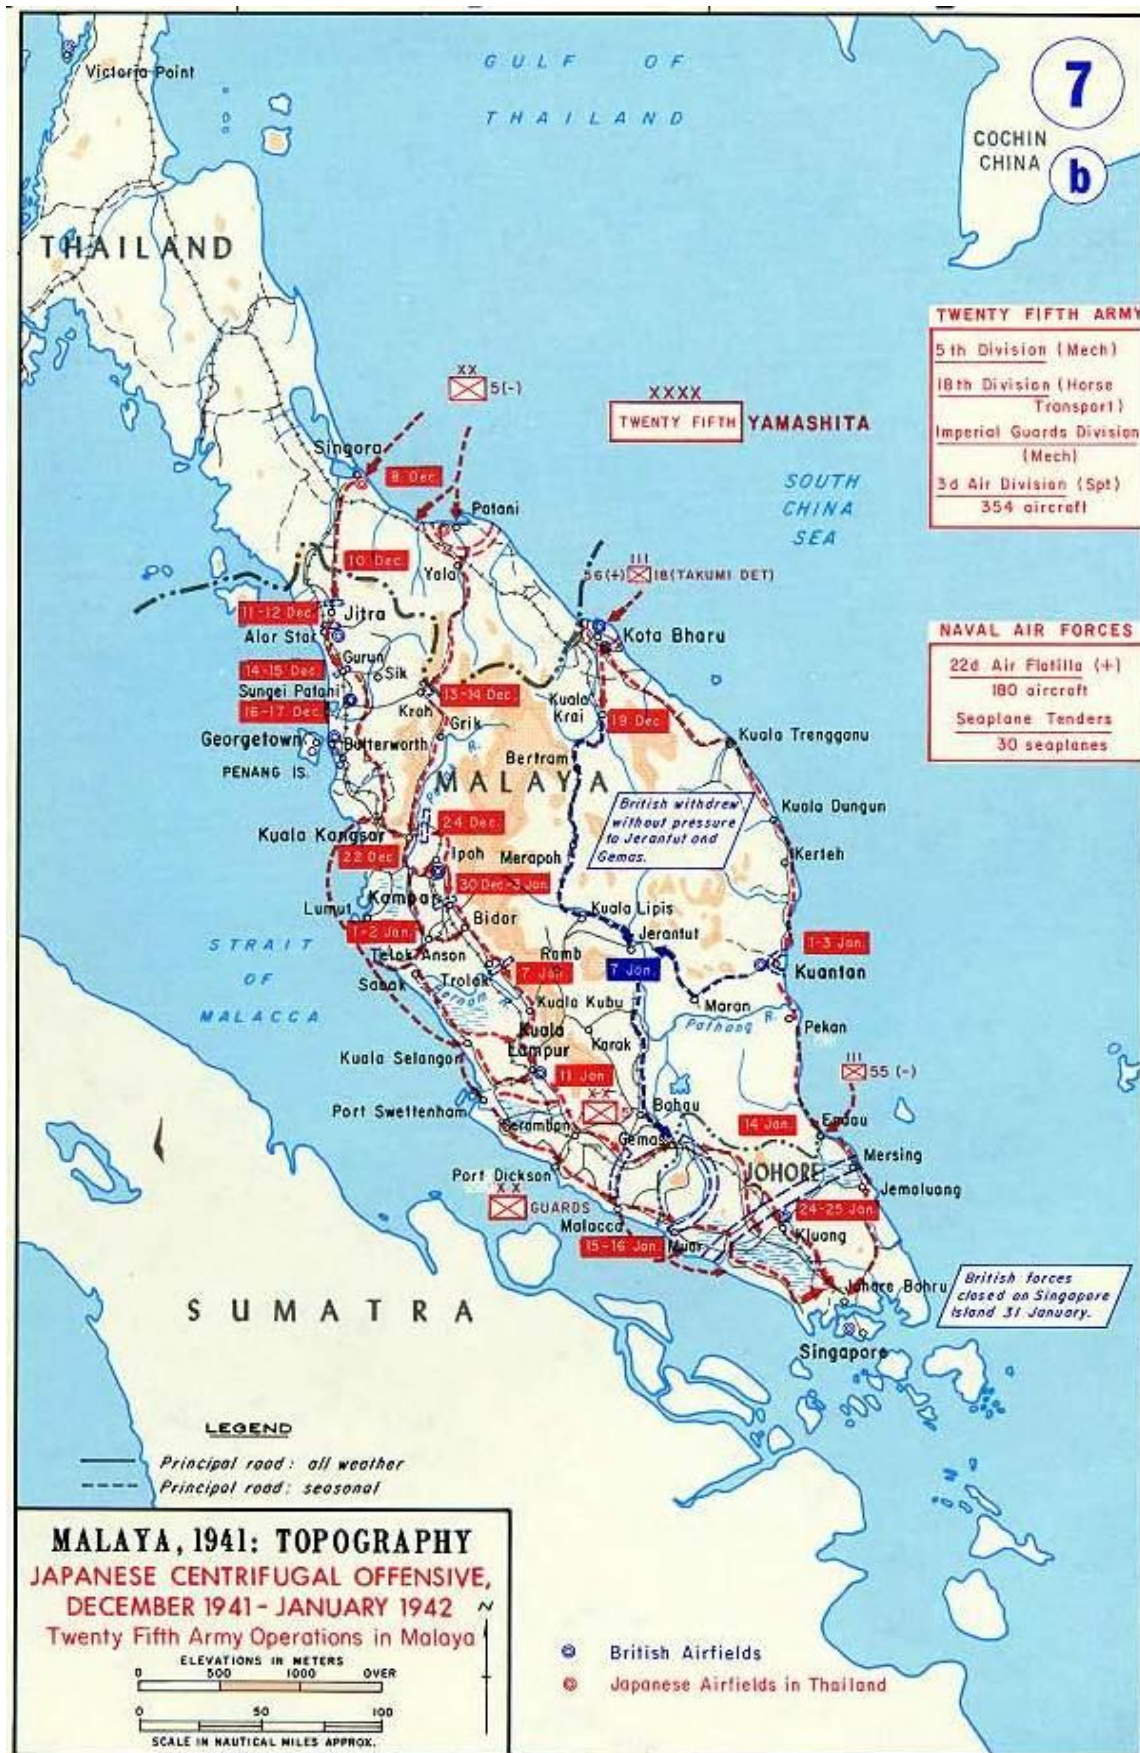 Victoria Point
GULF OF
THAILAND
7
COCHIN
CHINA
b
THAILAND
TWENTY FIFTH ARMY
5th Division (Mech)
18th Division (Horse
Transport)
Imperial Guards Division
(Mech)
3d Air Division (Spt)
354 aircraft
XX
5(-)
XXXX
TWENTY FIFTH YAMASHITA
Singora
8 Dec.
SOUTH
CHINA
SEA
Patani
10 Dec.
Yala
III
56(+) 18(TAKUMI DET)
11-12 Dec.
Jitra
Alor Star
Kota Bharu
NAVAL AIR FORCES
22d Air Flotilla (+)
180 aircraft
Seaplane Tenders
30 seaplanes
Gurun
14-15 Dec.
Sik
Sungei Patani
13-14 Dec.
Kuala
Krai
16-17 Dec.
Kroh
Grik
19 Dec.
Georgetown
Butterworth
R.
Kuala Trengganu
Bertram
PENANG IS.
MALAYA
British withdrew
without pressure
to Jerantut and
Gemas.
Kuala Dungun
24 Dec.
Kuala Kangsar
22 Dec
Ipoh
Merapoh
Kerteh
30 Dec-3 Jan
Kampar
Lumut
Bidor
Kuala Lipis
1-2 Jan.
Jerantut
1-3 Jan.
STRAIT
OF
MALACCA
Telok Anson
Ramb
7 Jan.
7 Jan.
Kuantan
Sabak
Trolak
R.
Kuala Kubu
Maran
Pahang R.
Pekan
Kuala
Lampur
Karak
Kuala Selangor
III
55 (-)
11 Jan
Port Swettenham
X-X
5
Bahau
14 Jan.
Endau
Seramban
Gemas
Mersing
Port Dickson
JOHORE
Jemaluang
XX
GUARDS
24-25 Jan.
Malacca
Kluang
15-16 Jan.
Muar
Johore Bahru
British forces
closed on Singapore
Island 31 January.
SUMATRA
Singapore
LEGEND
Principal road: all weather
Principal road: seasonal
MALAYA, 1941: TOPOGRAPHY
JAPANESE CENTRIFUGAL OFFENSIVE,
DECEMBER 1941-JANUARY 1942
Twenty Fifth Army Operations in Malaya
N
ELEVATIONS IN METERS
0 500 1000 OVER
0 50 100
SCALE IN NAUTICAL MILES APPROX.
British Airfields
Japanese Airfields in Thailand